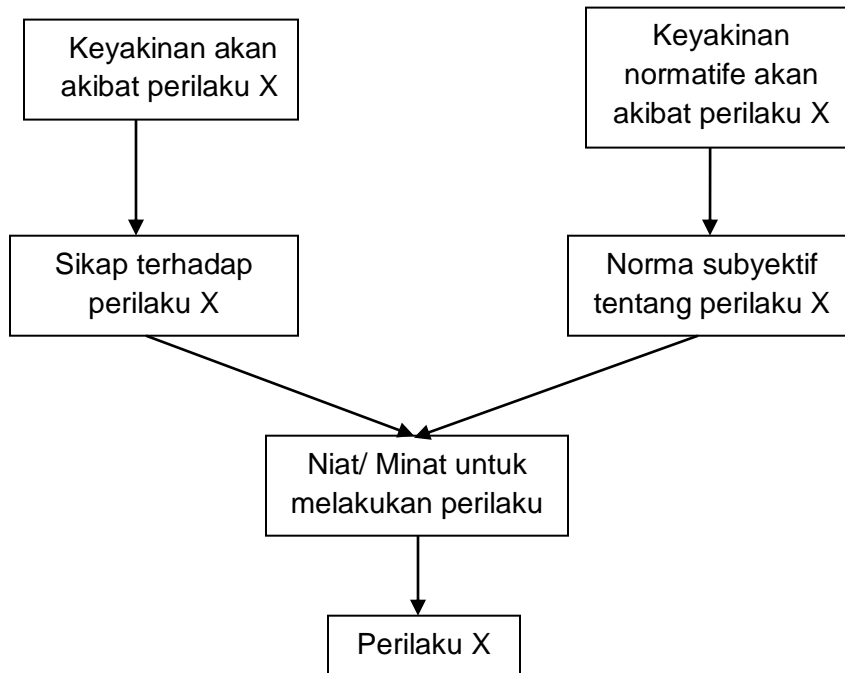 Keyakinan akan
akibat perilaku X
Keyakinan
normatife akan
akibat perilaku X
Sikap terhadap
perilaku X
Norma subyektif
tentang perilaku X
Niat/ Minat untuk
melakukan perilaku
Perilaku X